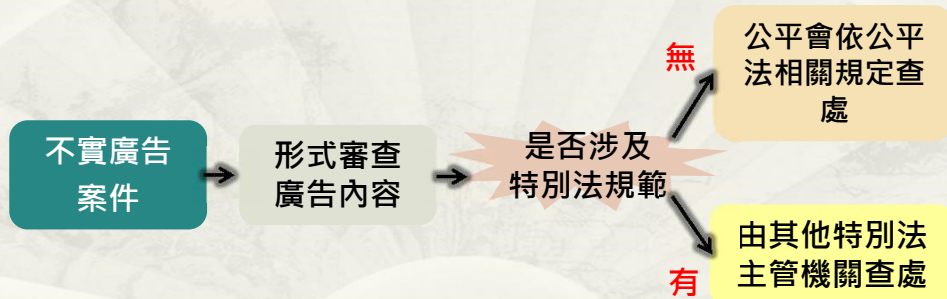 不實廣告
案件
形式審查
廣告內容
是否涉及
特別法規範
無
公平會依公平
法相關規定查
處
有
由其他特別法
主管機關查處